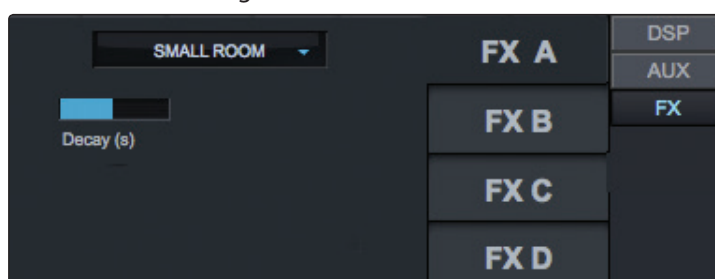 SMALL ROOM
Decay (s)
FX A
FX B
FX C
FX D
DSP
AUX
FX